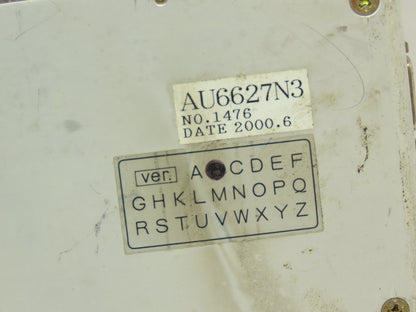 AU6627N3
NO.1476
DATE 2000.6
ver. A CDEF
GHKLMNOPQ
RSTUVWXYZ